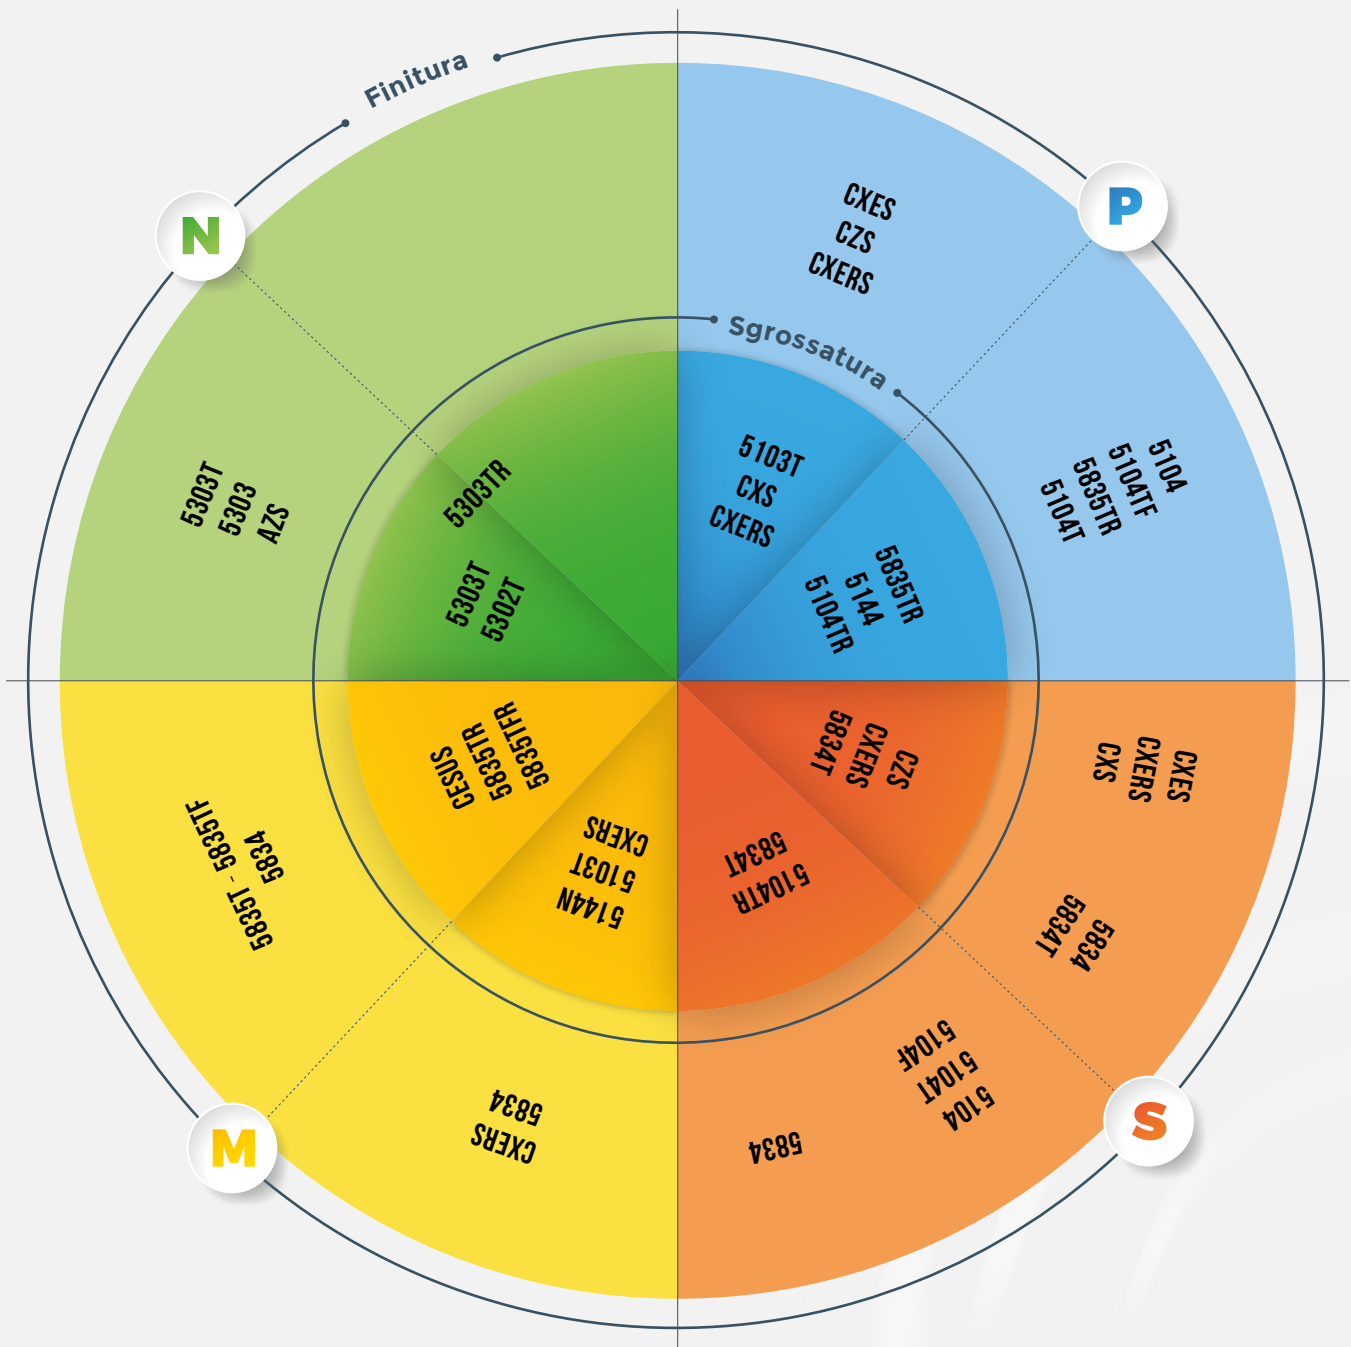 Finitura
N
P
CXES
CZS
CXERS
Sgrossatura
5104
5104TF
5835TR
5104T
5103T
CXS
CXERS
5835TR
5144
5104TR
5303T
5303
AZS
5303TR
5303T
5302T
CESUS
5835TR
5835TFR
CXERS
5103T
5144N
5834T
5104TR
CZS
CXERS
5834T
CXES
CXERS
CXS
5834
5834T
5104F
5104T
5104
5834
5835T - 5835TF
5834
5834
CXERS
M
S